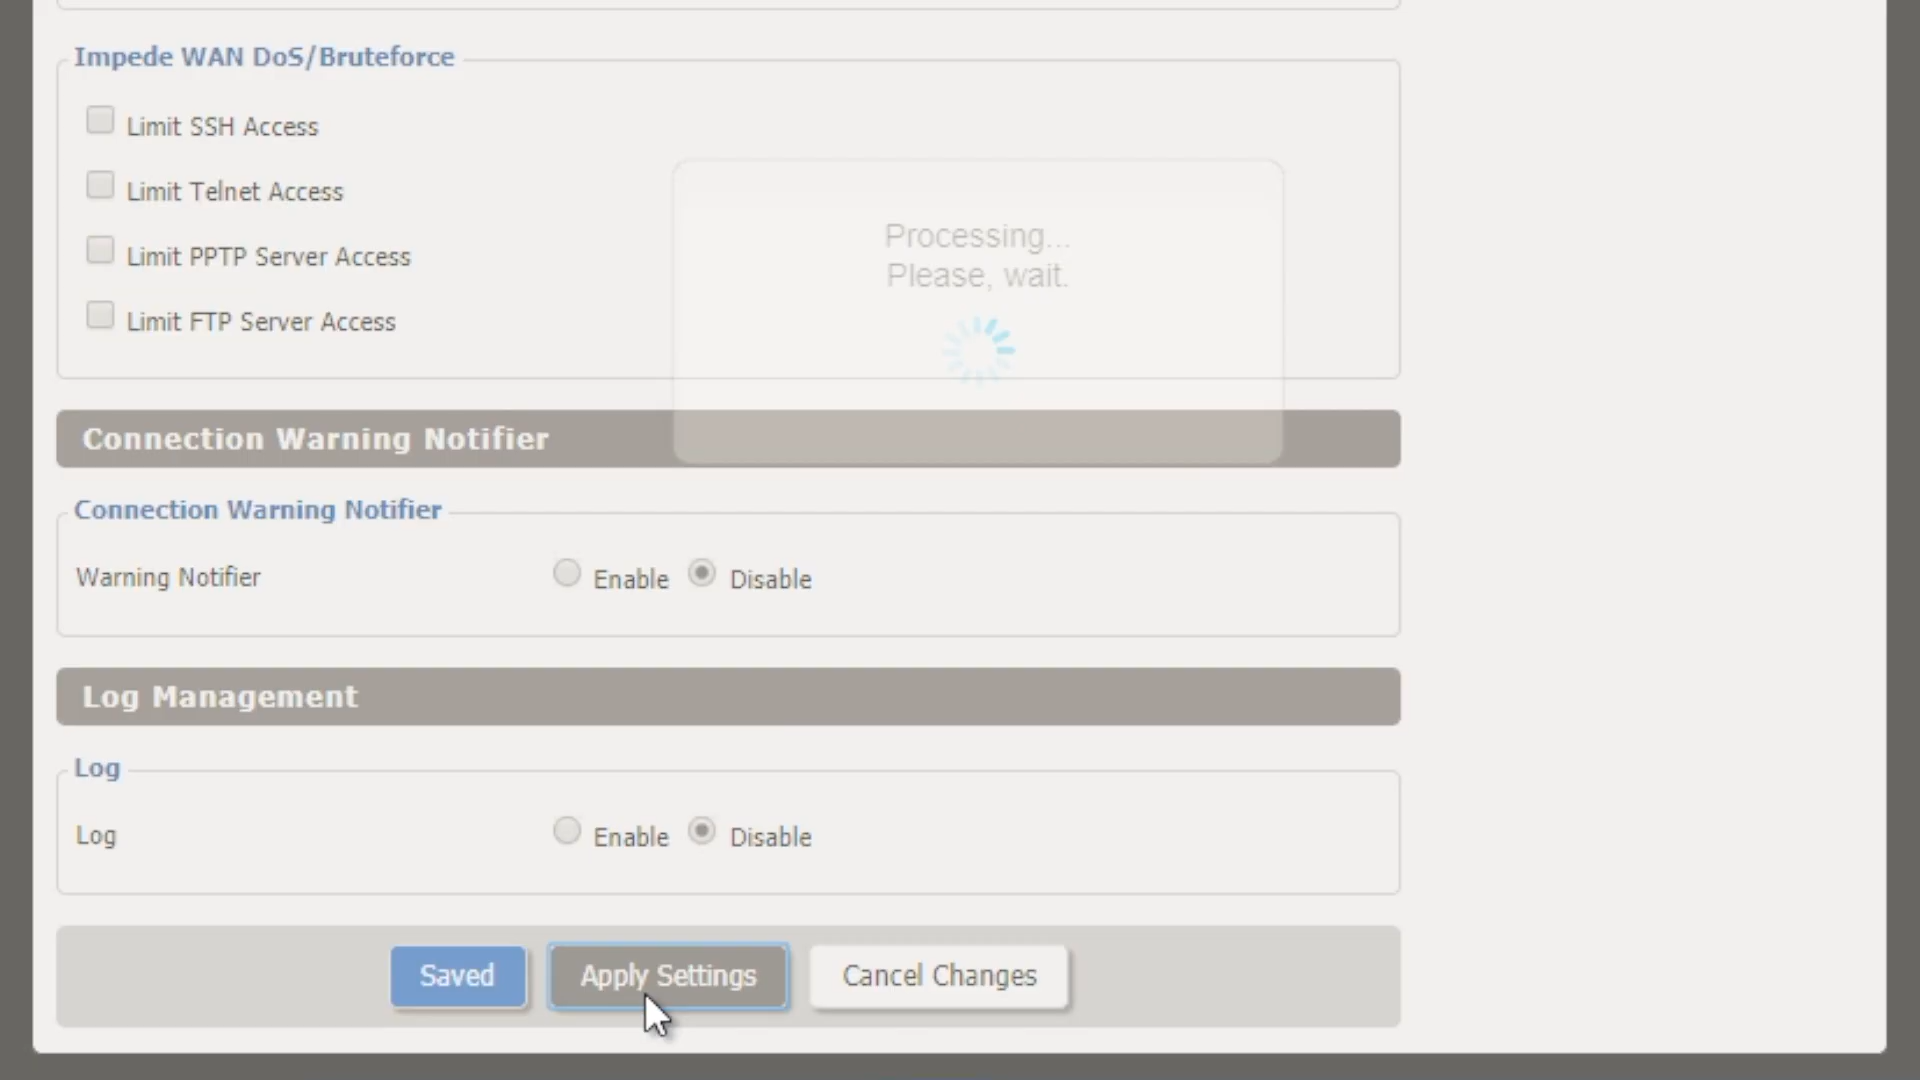 Impede WAN DoS/Bruteforce
Limit SSH Access
Limit Telnet Access
Limit PPTP Server Access
Limit FTP Server Access
Processing...
Please, wait.
Connection Warning Notifier
Connection Warning Notifier
Warning Notifier Enable Disable
Log Management
Log
Log Enable Disable
Saved Apply Settings Cancel Changes